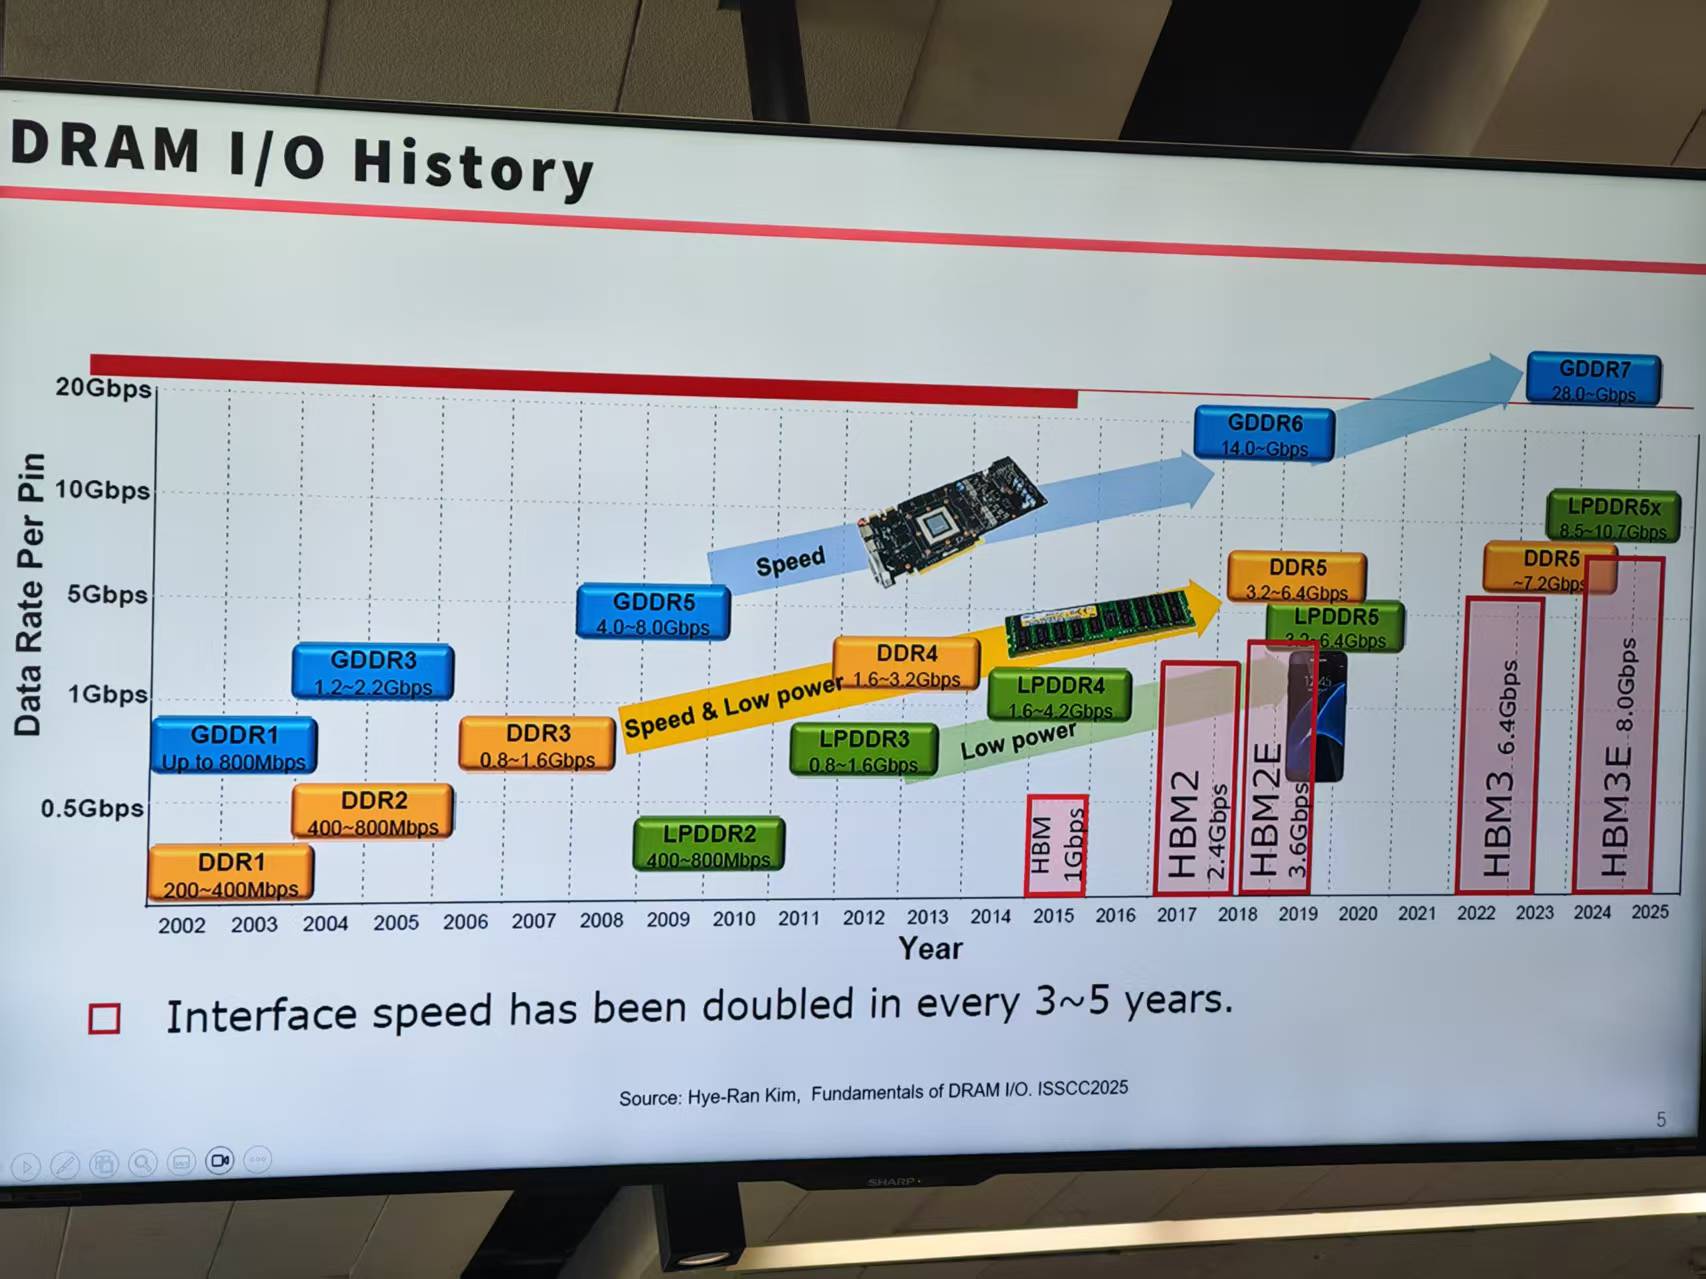 DRAM I/O History
20Gbps
10Gbps
5Gbps
1Gbps
0.5Gbps
Data Rate Per Pin
GDDR7
28.0~Gbps
GDDR6
14.0~Gbps
LPDDR5x
8.5~10.7Gbps
DDR5
~7.2Gbps
DDR5
3.2~6.4Gbps
LPDDR5
3.2~6.4Gbps
Speed
GDDR5
4.0~8.0Gbps
GDDR3
1.2~2.2Gbps
DDR4
1.6~3.2Gbps
LPDDR4
1.6~4.2Gbps
Speed & Low power
GDDR1
Up to 800Mbps
DDR3
0.8~1.6Gbps
LPDDR3
0.8~1.6Gbps
Low power
12:45
DDR2
400~800Mbps
LPDDR2
400~800Mbps
DDR1
200~400Mbps
HBM
1Gbps
HBM2
2.4Gbps
HBM2E
3.6Gbps
HBM3 6.4Gbps
HBM3E 8.0Gbps
2002 2003 2004 2005 2006 2007 2008 2009 2010 2011 2012 2013 2014 2015 2016 2017 2018 2019 2020 2021 2022 2023 2024 2025
Year
Interface speed has been doubled in every 3~5 years.
Source: Hye-Ran Kim, Fundamentals of DRAM I/O. ISSCC2025
5
SHARP